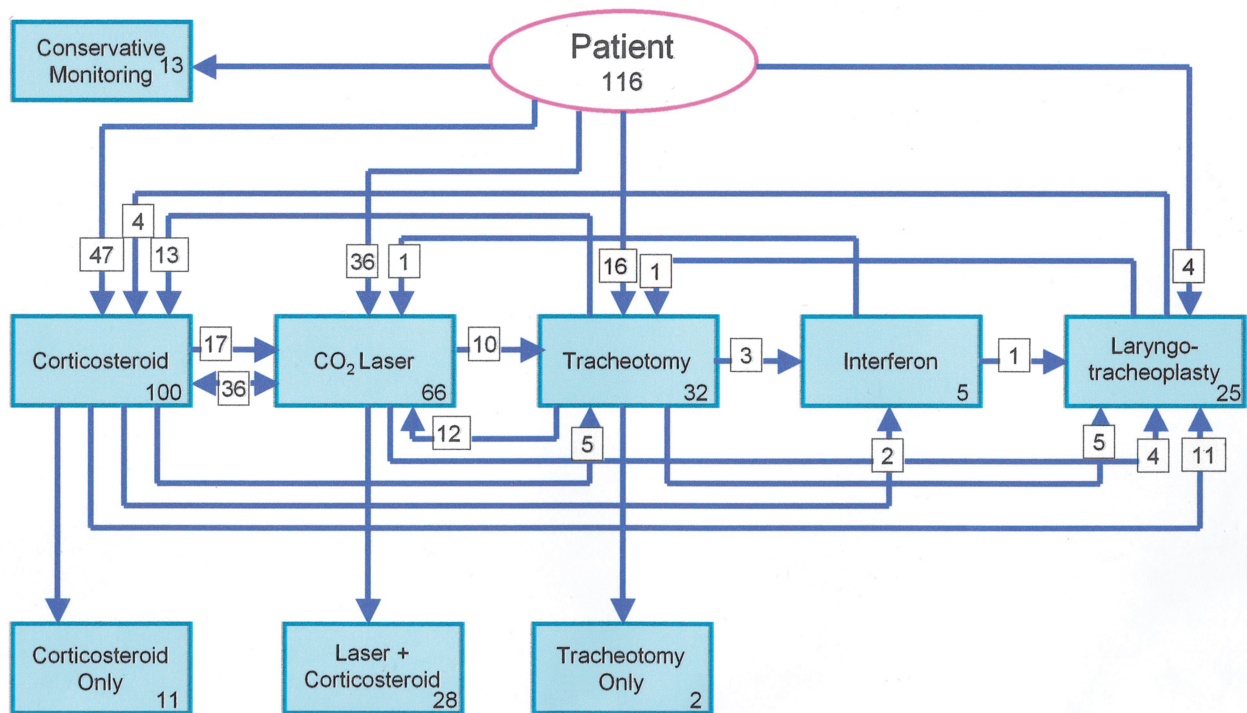 Patient
116
Conservative
Monitoring
13
4
47
13
36
1
16
1
4
Corticosteroid
100
17
36
CO₂ Laser
66
10
Tracheotomy
32
3
Interferon
5
1
Laryngo-
tracheoplasty
25
12
5
2
5
4
11
Corticosteroid
Only
11
Laser +
Corticosteroid
28
Tracheotomy
Only
2